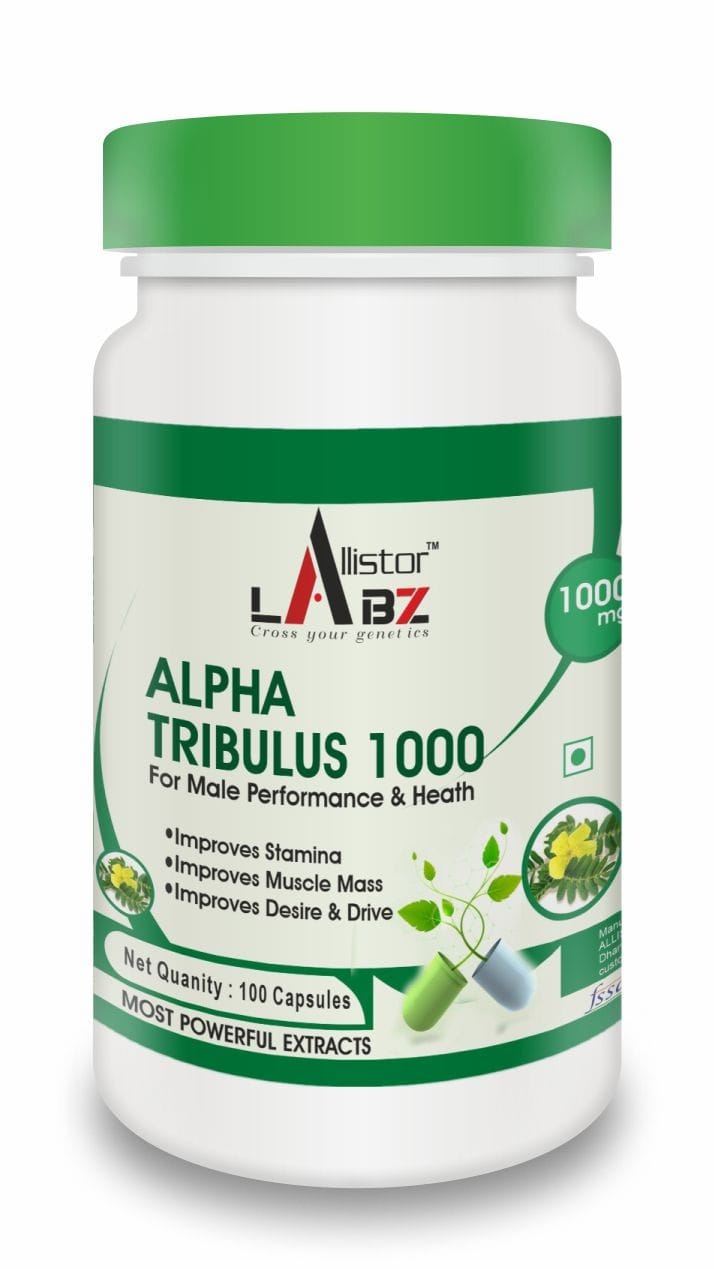 Allistor™
LABZ
Cross your genetics
1000
mg
ALPHA
TRIBULUS 1000
For Male Performance & Heath
•Improves Stamina
•Improves Muscle Mass
•Improves Desire & Drive
Net Quanity : 100 Capsules
MOST POWERFUL EXTRACTS